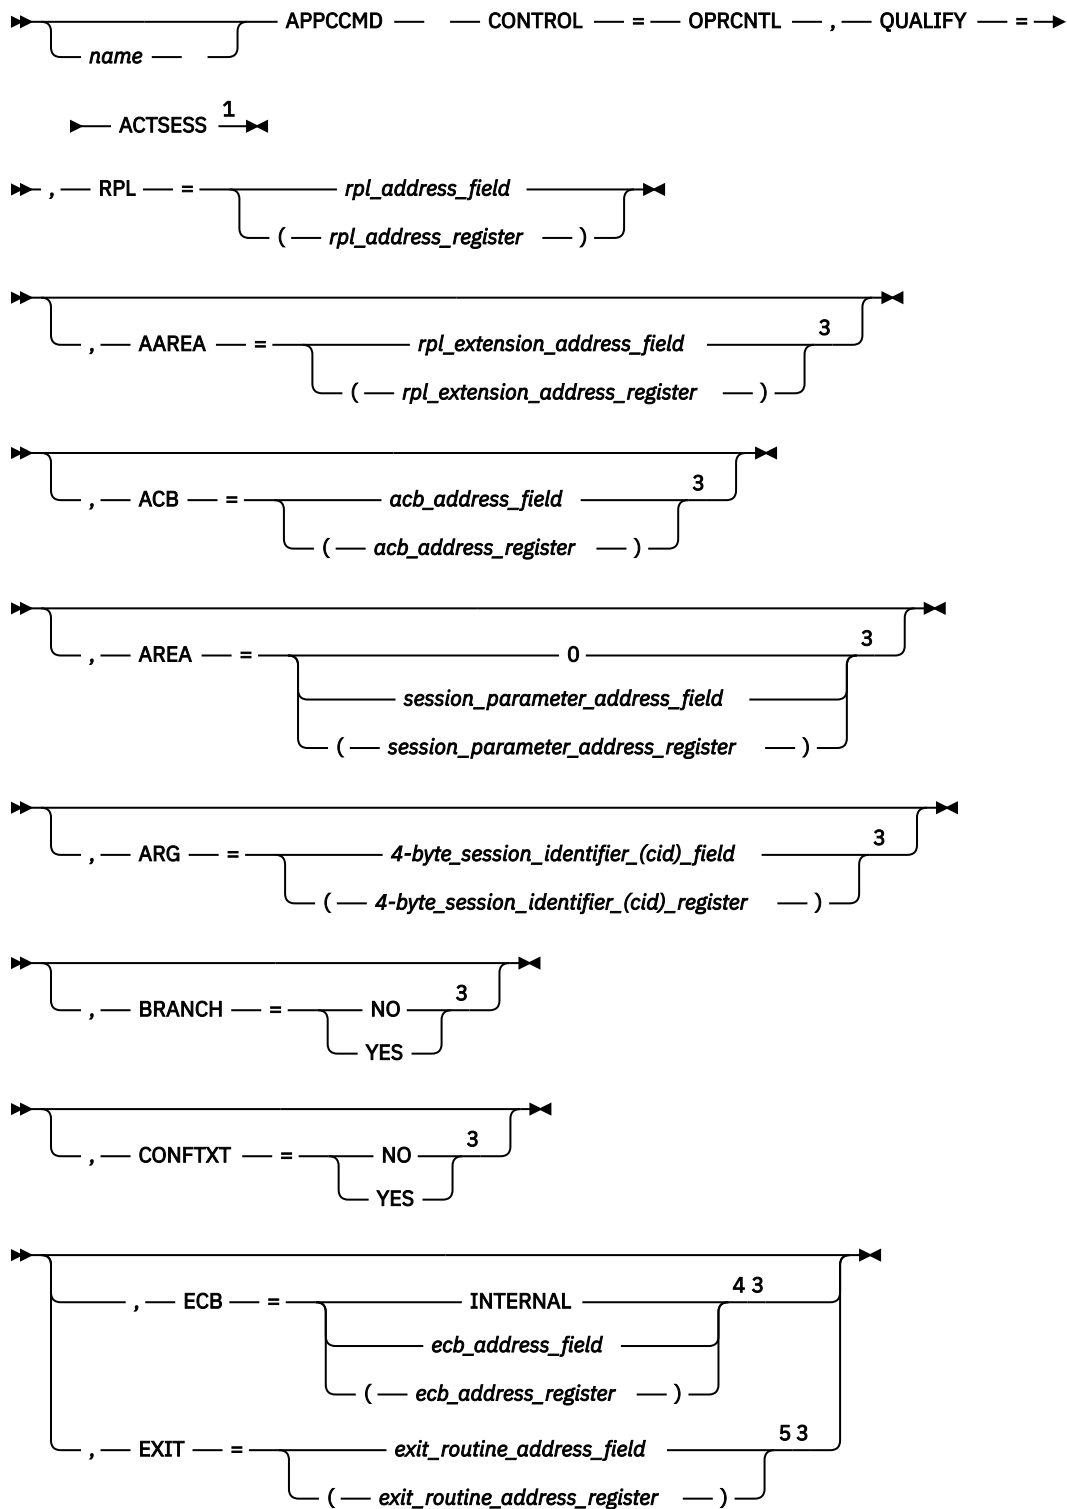 APPCCMD CONTROL = OPRCNTL , QUALIFY =
name
ACTSESS 1
, RPL = rpl_address_field
( rpl_address_register )
, AAREA = rpl_extension_address_field 3
( rpl_extension_address_register )
, ACB = acb_address_field 3
( acb_address_register )
, AREA = 0 3
session_parameter_address_field
( session_parameter_address_register )
, ARG = 4-byte_session_identifier_(cid)_field 3
( 4-byte_session_identifier_(cid)_register )
, BRANCH = NO 3
YES
, CONFTXT = NO 3
YES
, ECB = INTERNAL 4 3
ecb_address_field
( ecb_address_register )
, EXIT = exit_routine_address_field 5 3
( exit_routine_address_register )